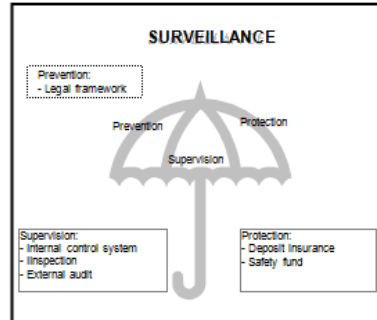 SURVEILLANCE
Prevention:
- Legal framework
Prevention
Protection
Supervision
Supervision:
- Internal control system
- Iinspection
- External audit
Protection:
- Deposit insurance
- Safety fund